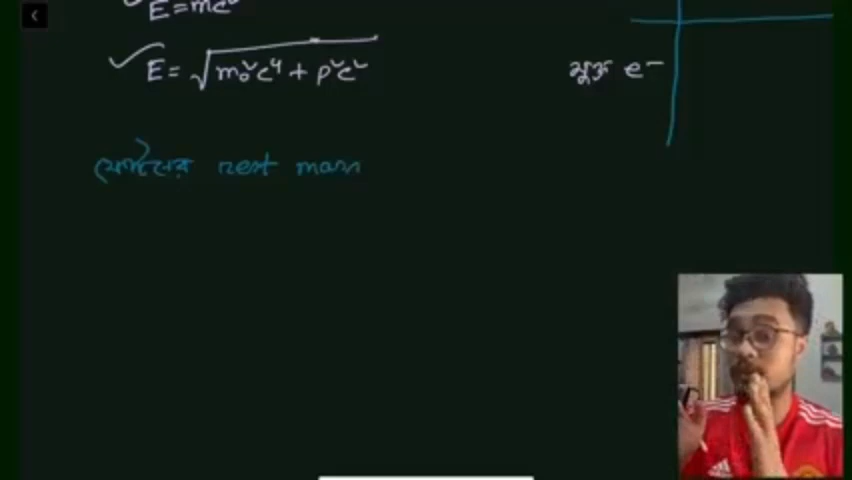 E=mc²
E = √m₀²c⁴ + p²c²
মুক্ত e⁻
ফোটনের rest mass